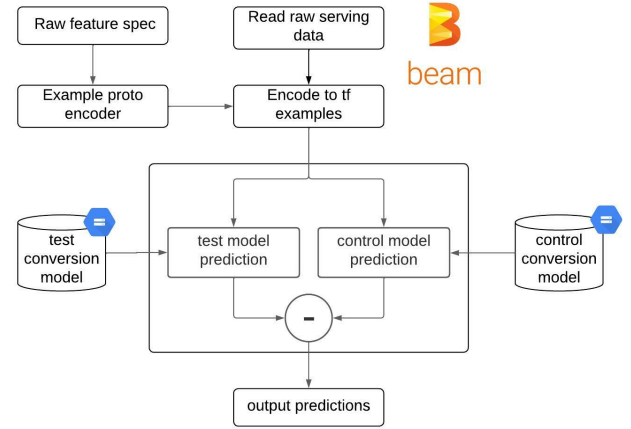 Raw feature spec
Read raw serving
data
beam
Example proto
encoder
Encode to tf
examples
test
conversion
model
test model
prediction
control model
prediction
control
conversion
model
-
output predictions